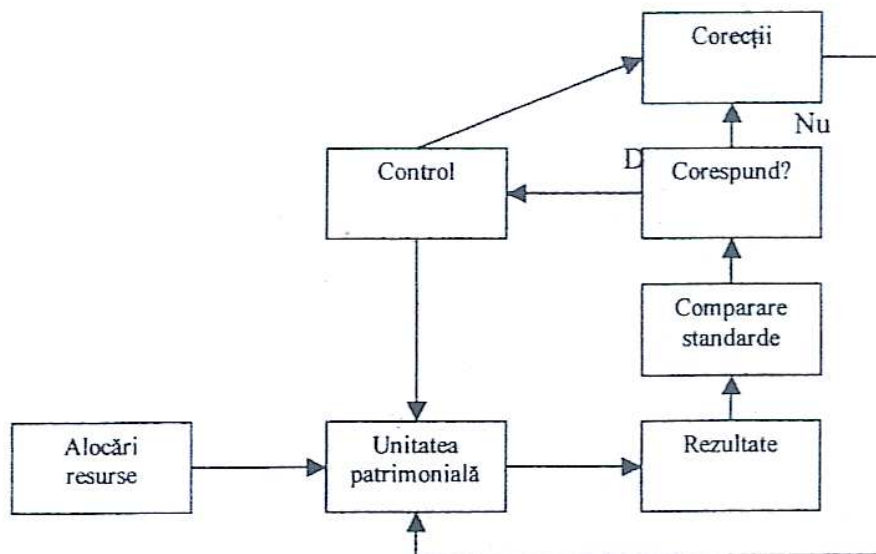 Corecții
Nu
D
Control
Corespund?
Comparare
standarde
Alocări
resurse
Unitatea
patrimonială
Rezultate